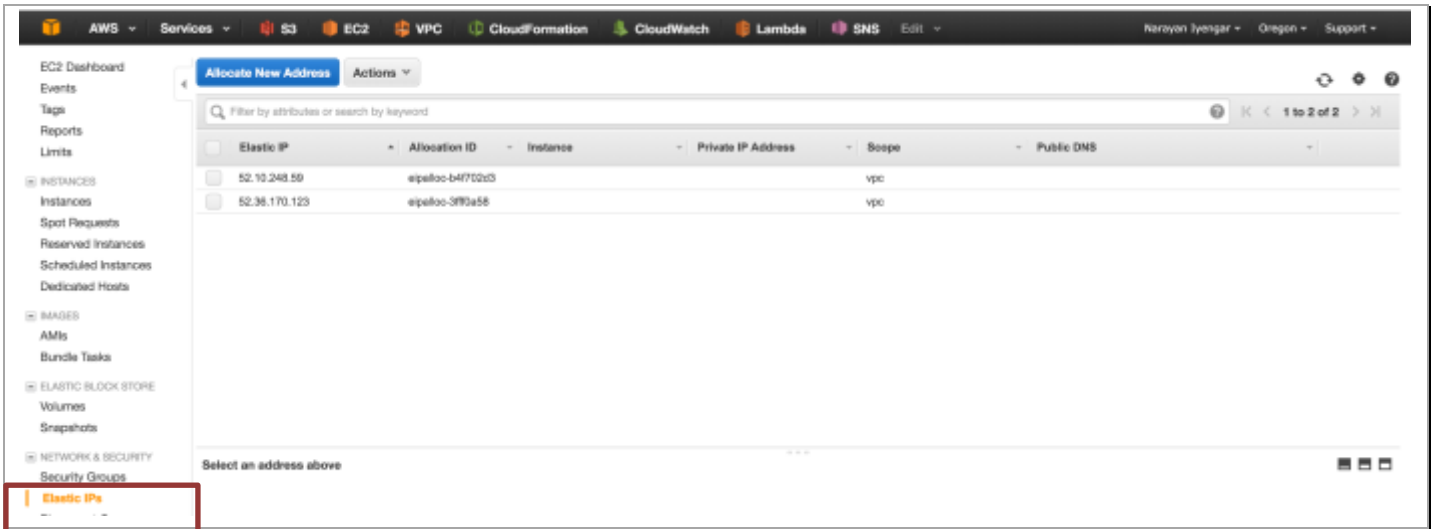 AWS Services S3 EC2 VPC CloudFormation CloudWatch Lambda SNS Edit Narayan Iyengar Oregon Support
EC2 Dashboard
Events
Tags
Reports
Limits
INSTANCES
Instances
Spot Requests
Reserved Instances
Scheduled Instances
Dedicated Hosts
IMAGES
AMIs
Bundle Tasks
ELASTIC BLOCK STORE
Volumes
Snapshots
NETWORK & SECURITY
Security Groups
Elastic IPs
Allocate New Address Actions
Filter by attributes or search by keyword 1 to 2 of 2
Elastic IP Allocation ID Instance Private IP Address Scope Public DNS
52.10.248.59 eipalloc-b4f702d3 vpc
52.36.170.123 eipalloc-3fff0a58 vpc
Select an address above